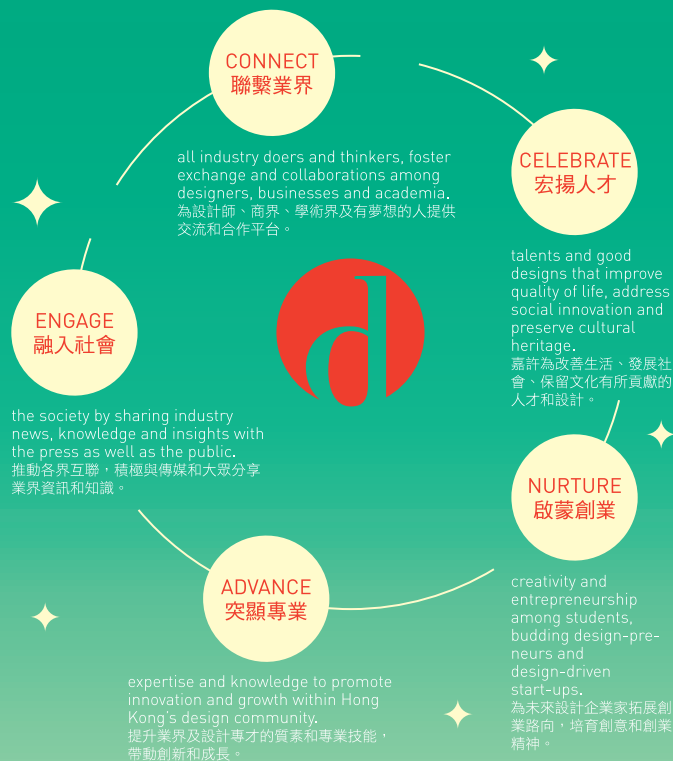 CONNECT
聯繫業界
all industry doers and thinkers, foster
exchange and collaborations among
designers, businesses and academia.
為設計師、商界、學術界及有夢想的人提供
交流和合作平台。
CELEBRATE
宏揚人才
talents and good
designs that improve
quality of life, address
social innovation and
preserve cultural
heritage.
嘉許為改善生活、發展社
會、保留文化有所貢獻的
人才和設計。
NURTURE
啟蒙創業
creativity and
entrepreneurship
among students,
budding design-pre-
neurs and
design-driven
start-ups.
為未來設計企業家拓展創
業路向，培育創意和創業
精神。
ADVANCE
突顯專業
expertise and knowledge to promote
innovation and growth within Hong
Kong's design community.
提升業界及設計專才的質素和專業技能，
帶動創新和成長。
ENGAGE
融入社會
the society by sharing industry
news, knowledge and insights with
the press as well as the public.
推動各界互聯，積極與傳媒和大眾分享
業界資訊和知識。
d